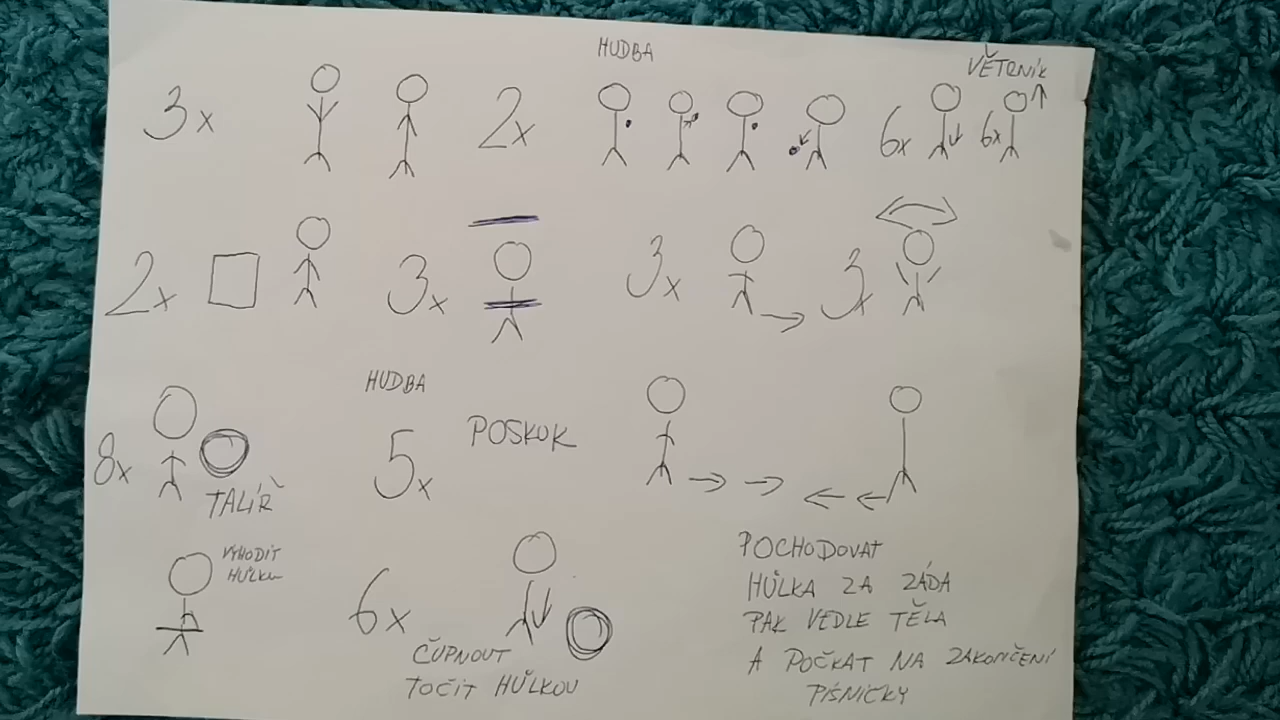 HUDBA
VĚTRNÍK
3x
2x
6x
6x
2x
3x
3x
3x
HUDBA
8x
TALÍŘ
5x
POSKOK
VYHODIT
HŮLKU
6x
ČUPNOUT
TOČIT HŮLKOU
POCHODOVAT
HŮLKA ZA ZÁDA
PAK VEDLE TĚLA
A POČKAT NA ZAKONČENÍ
PÍSNIČKY